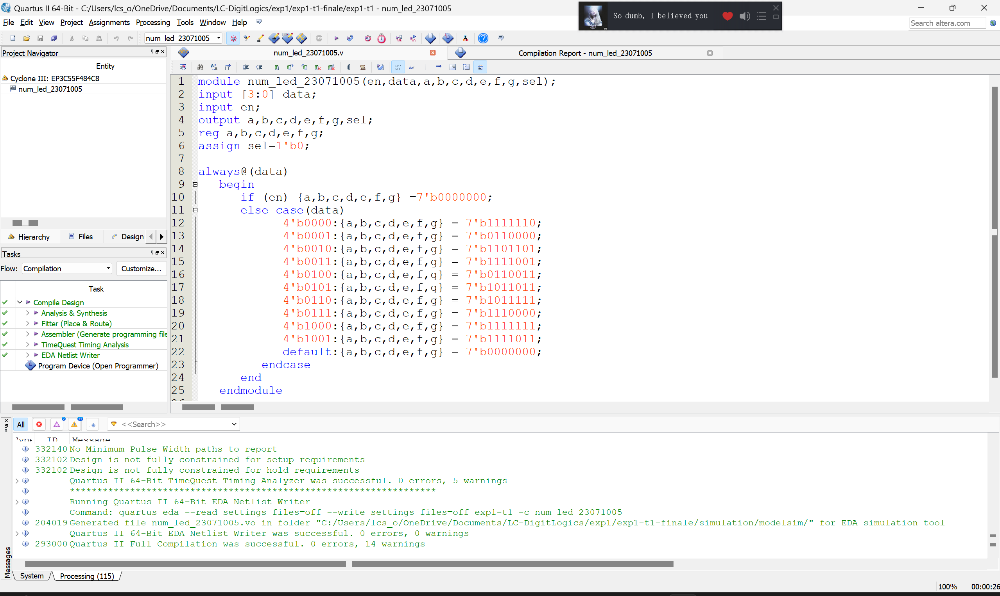 Quartus II 64-Bit - C:/Users/lcs_o/OneDrive/Documents/LC-DigitLogics/exp1/exp1-t1-finale/exp1-t1 - num_led_23071005
So dumb, I believed you
File Edit View Project Assignments Processing Tools Window Help
Search altera.com
num_led_23071005
STOP
Project Navigator
num_led_23071005.v
Compilation Report - num_led_23071005
Entity
267
268
ab/
Cyclone III: EP3C55F484C8
num_led_23071005
Hierarchy Files Design
Tasks
Flow: Compilation Customize...
Task
Compile Design
Analysis & Synthesis
Fitter (Place & Route)
Assembler (Generate programming file
TimeQuest Timing Analysis
EDA Netlist Writer
Program Device (Open Programmer)
1 module num_led_23071005(en,data,a,b,c,d,e,f,g,sel);
2 input [3:0] data;
3 input en;
4 output a,b,c,d,e,f,g,sel;
5 reg a,b,c,d,e,f,g;
6 assign sel=1'b0;
7
8 always@(data)
9 begin
10 if (en) {a,b,c,d,e,f,g} =7'b0000000;
11 else case(data)
12 4'b0000:{a,b,c,d,e,f,g} = 7'b1111110;
13 4'b0001:{a,b,c,d,e,f,g} = 7'b0110000;
14 4'b0010:{a,b,c,d,e,f,g} = 7'b1101101;
15 4'b0011:{a,b,c,d,e,f,g} = 7'b1111001;
16 4'b0100:{a,b,c,d,e,f,g} = 7'b0110011;
17 4'b0101:{a,b,c,d,e,f,g} = 7'b1011011;
18 4'b0110:{a,b,c,d,e,f,g} = 7'b1011111;
19 4'b0111:{a,b,c,d,e,f,g} = 7'b1110000;
20 4'b1000:{a,b,c,d,e,f,g} = 7'b1111111;
21 4'b1001:{a,b,c,d,e,f,g} = 7'b1111011;
22 default:{a,b,c,d,e,f,g} = 7'b0000000;
23 endcase
24 end
25 endmodule
All 2 11 <<Search>>
Type ID Message
332140 No Minimum Pulse Width paths to report
332102 Design is not fully constrained for setup requirements
332102 Design is not fully constrained for hold requirements
Quartus II 64-Bit TimeQuest Timing Analyzer was successful. 0 errors, 5 warnings
*******************************************************************
Running Quartus II 64-Bit EDA Netlist Writer
Command: quartus_eda --read_settings_files=off --write_settings_files=off exp1-t1 -c num_led_23071005
204019 Generated file num_led_23071005.vo in folder "C:/Users/lcs_o/OneDrive/Documents/LC-DigitLogics/exp1/exp1-t1-finale/simulation/modelsim/" for EDA simulation tool
Quartus II 64-Bit EDA Netlist Writer was successful. 0 errors, 0 warnings
293000 Quartus II Full Compilation was successful. 0 errors, 14 warnings
Messages
System Processing (115)
100% 00:00:26